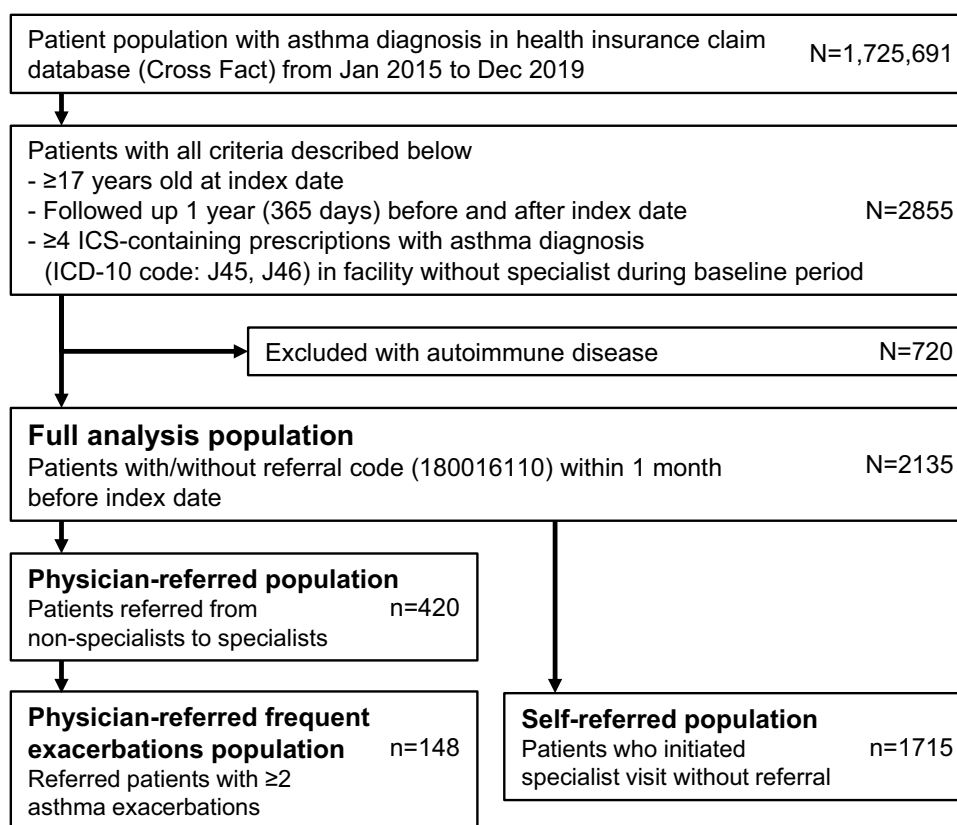 Patient population with asthma diagnosis in health insurance claim
database (Cross Fact) from Jan 2015 to Dec 2019
N=1,725,691
Patients with all criteria described below
- ≥17 years old at index date
- Followed up 1 year (365 days) before and after index date
- ≥4 ICS-containing prescriptions with asthma diagnosis
(ICD-10 code: J45, J46) in facility without specialist during baseline period
N=2855
Excluded with autoimmune disease
N=720
Full analysis population
Patients with/without referral code (180016110) within 1 month
before index date
N=2135
Physician-referred population
Patients referred from
non-specialists to specialists
n=420
Physician-referred frequent
exacerbations population
Referred patients with ≥2
asthma exacerbations
n=148
Self-referred population
Patients who initiated
specialist visit without referral
n=1715